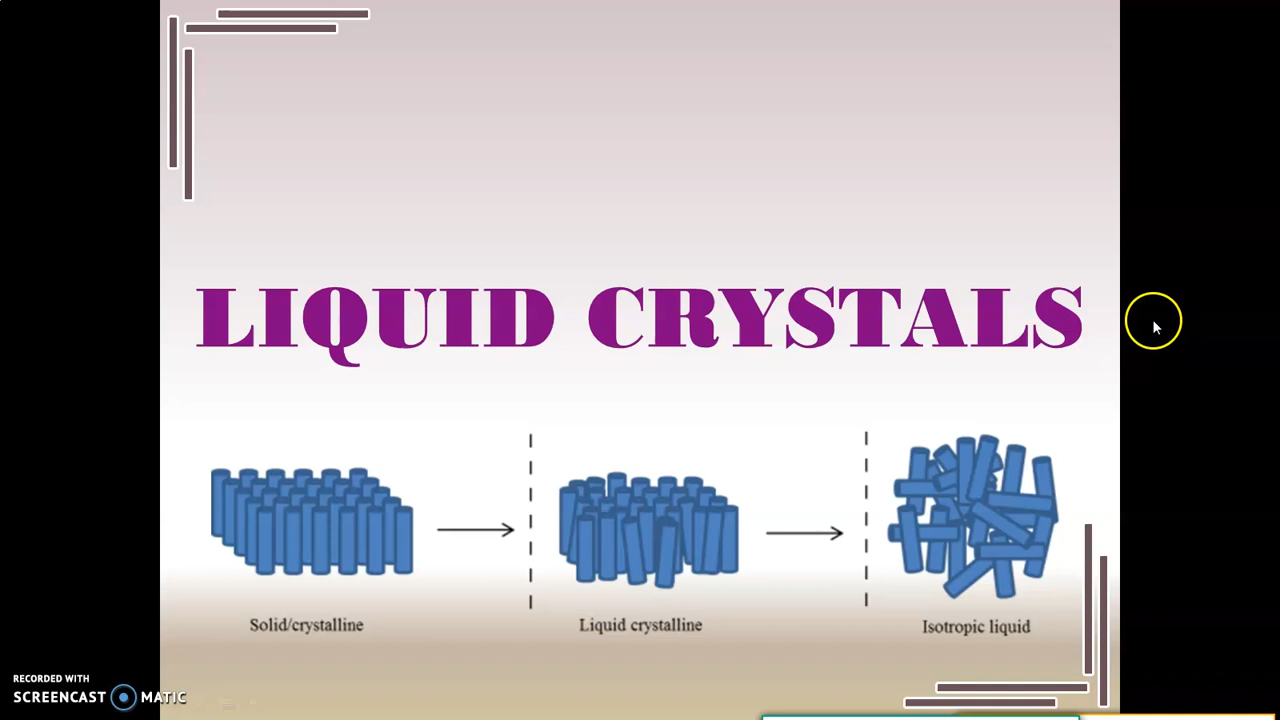 LIQUID CRYSTALS
Solid/crystalline
Liquid crystalline
Isotropic liquid
RECORDED WITH
SCREENCAST MATIC